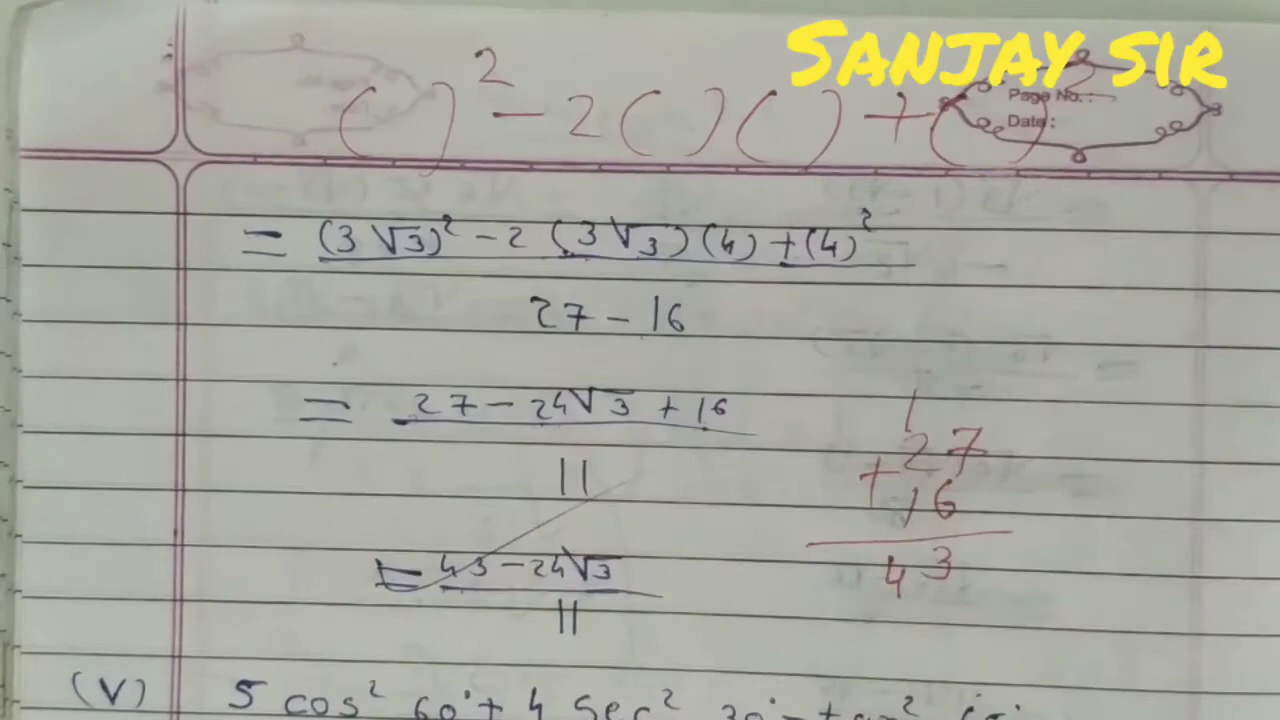 SANJAY SIR
Page No.:
Date:
( )² - 2 ( ) ( ) + ( )²
= (3√3)² - 2 (3√3) (4) + (4)²
27 - 16
= 27 - 24√3 + 16
11
1
27
+ 16
43
= 43 - 24√3
11
(V) 5 cos² 60° + 4 sec² 30° - tan²